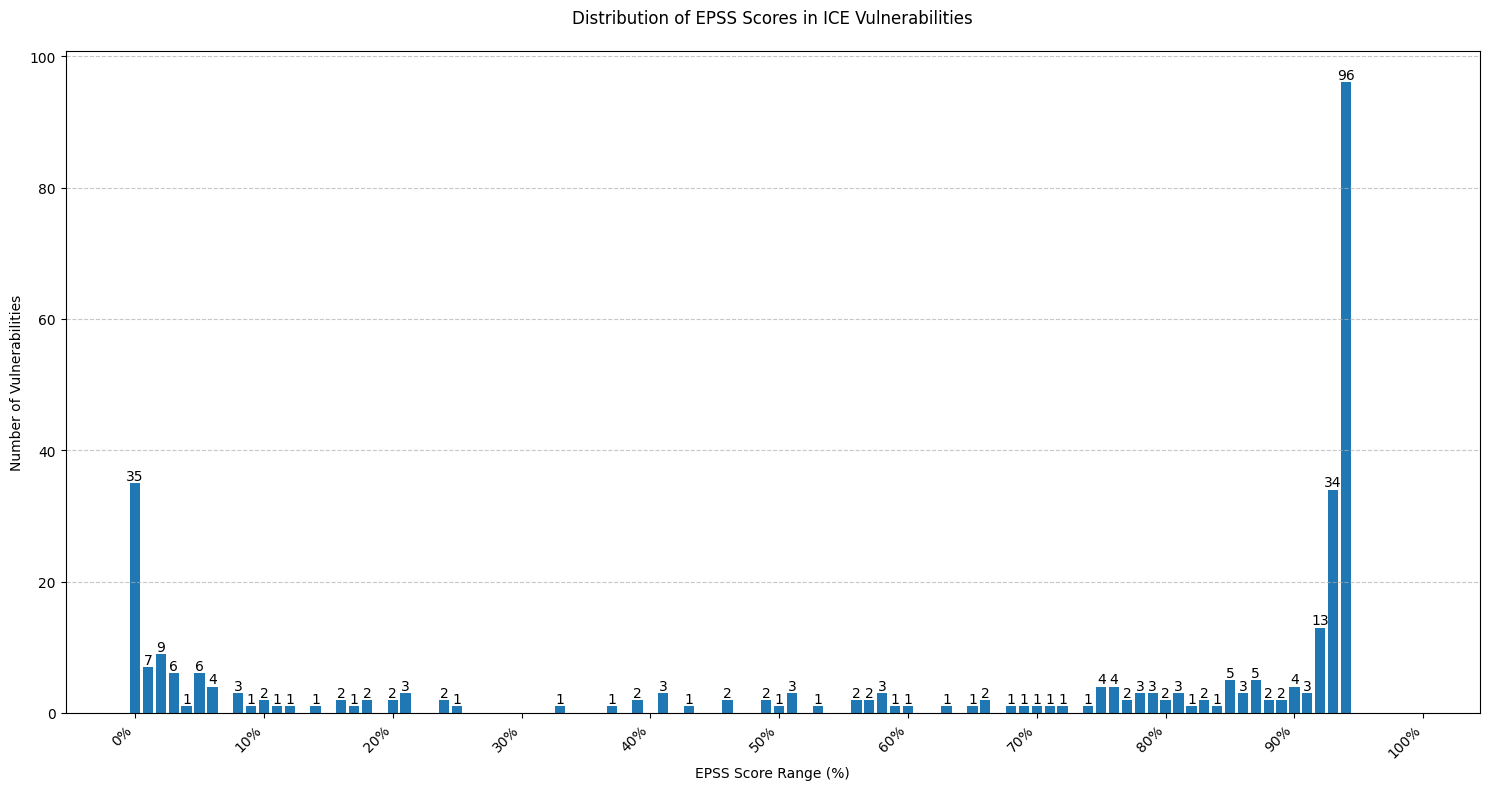 Distribution of EPSS Scores in ICE Vulnerabilities
Number of Vulnerabilities
100
80
60
40
20
0
35 7 9 6 1 6 4 3 1 2 1 1 1 2 1 2 2 3 2 1 1 1 2 3 1 2 2 1 3 1 2 2 3 1 1 1 1 2 1 1 1 1 1 1 4 4 2 3 3 2 3 1 2 1 5 3 5 2 2 4 3 13 34 96
0% 10% 20% 30% 40% 50% 60% 70% 80% 90% 100%
EPSS Score Range (%)